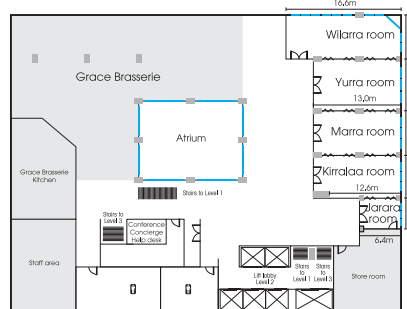 16.6m
Wilarra room
Grace Brasserie
Yurra room
13.0m
Atrium
Marra room
Grace Brasserie
Kitchen
Kirralaa room
12.6m
Stairs to Level 1
Stairs to
Level 3
Conference
Concierge
Help desk
room
6.4m
Staff area
Lift lobby
Level 2
Stairs
to
Level 1
Stairs
to
Level 3
Store room